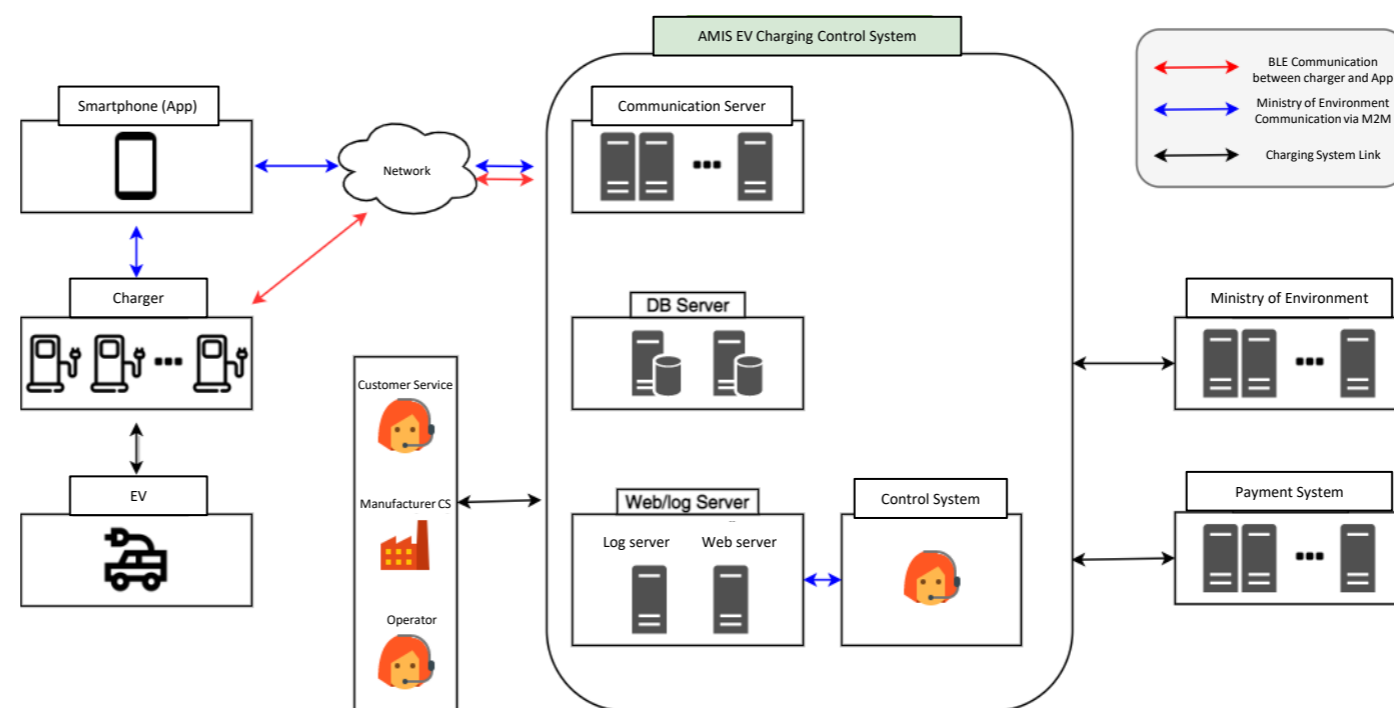 AMIS EV Charging Control System
BLE Communication
between charger and App
Ministry of Environment
Communication via M2M
Charging System Link
Smartphone (App)
Network
Communication Server
Charger
DB Server
Ministry of Environment
Customer Service
EV
Manufacturer CS
Web/log Server
Log server
Web server
Control System
Payment System
Operator